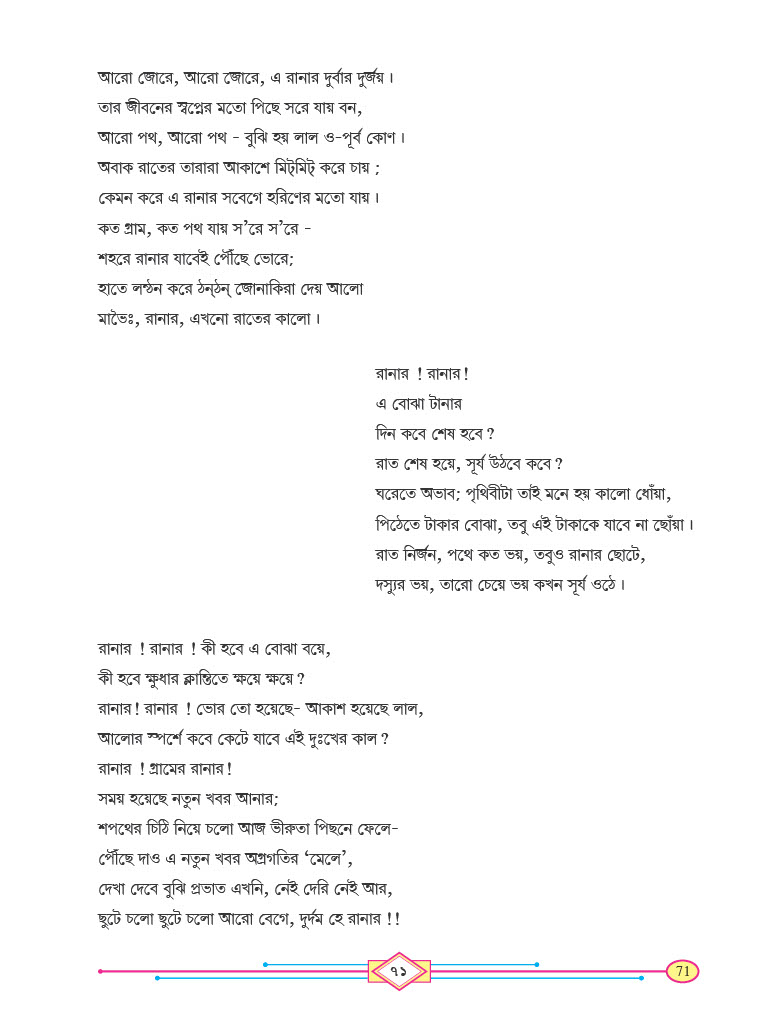 আরো জোরে, আরো জোরে, এ রানার দুর্বার দুর্জয়।
তার জীবনের স্বপ্নের মতো পিছে সরে যায় বন,
আরো পথ, আরো পথ - বুঝি হয় লাল ও-পূর্ব কোণ।
অবাক রাতের তারারা আকাশে মিট্‌মিট্‌ করে চায় :
কেমন করে এ রানার সবেগে হরিণের মতো যায়।
কত গ্রাম, কত পথ যায় স’রে স’রে -
শহরে রানার যাবেই পৌঁছে ভোরে:
হাতে লন্ঠন করে ঠন্‌ঠন্‌ জোনাকিরা দেয় আলো
মাভৈঃ, রানার, এখনো রাতের কালো।
রানার ! রানার!
এ বোঝা টানার
দিন কবে শেষ হবে?
রাত শেষ হয়ে, সূর্য উঠবে কবে?
ঘরেতে অভাব: পৃথিবীটা তাই মনে হয় কালো ধোঁয়া,
পিঠেতে টাকার বোঝা, তবু এই টাকাকে যাবে না ছোঁয়া।
রাত নির্জন, পথে কত ভয়, তবুও রানার ছোটে,
দস্যুর ভয়, তারো চেয়ে ভয় কখন সূর্য ওঠে।
রানার ! রানার ! কী হবে এ বোঝা বয়ে,
কী হবে ক্ষুধার ক্লান্তিতে ক্ষয়ে ক্ষয়ে?
রানার! রানার ! ভোর তো হয়েছে- আকাশ হয়েছে লাল,
আলোর স্পর্শে কবে কেটে যাবে এই দুঃখের কাল?
রানার ! গ্রামের রানার!
সময় হয়েছে নতুন খবর আনার:
শপথের চিঠি নিয়ে চলো আজ ভীরুতা পিছনে ফেলে-
পৌঁছে দাও এ নতুন খবর অগ্রগতির ‘মেলে’,
দেখা দেবে বুঝি প্রভাত এখনি, নেই দেরি নেই আর,
ছুটে চলো ছুটে চলো আরো বেগে, দুর্দম হে রানার !!
৭১
71